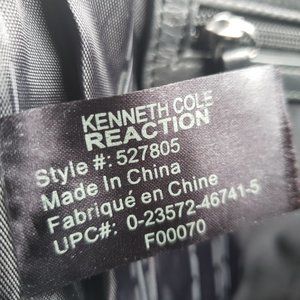 KENNETH COLE
REACTION
Style #: 527805
Made In China
Fabriqué en Chine
UPC#: 0-23572-46741-5
F00070